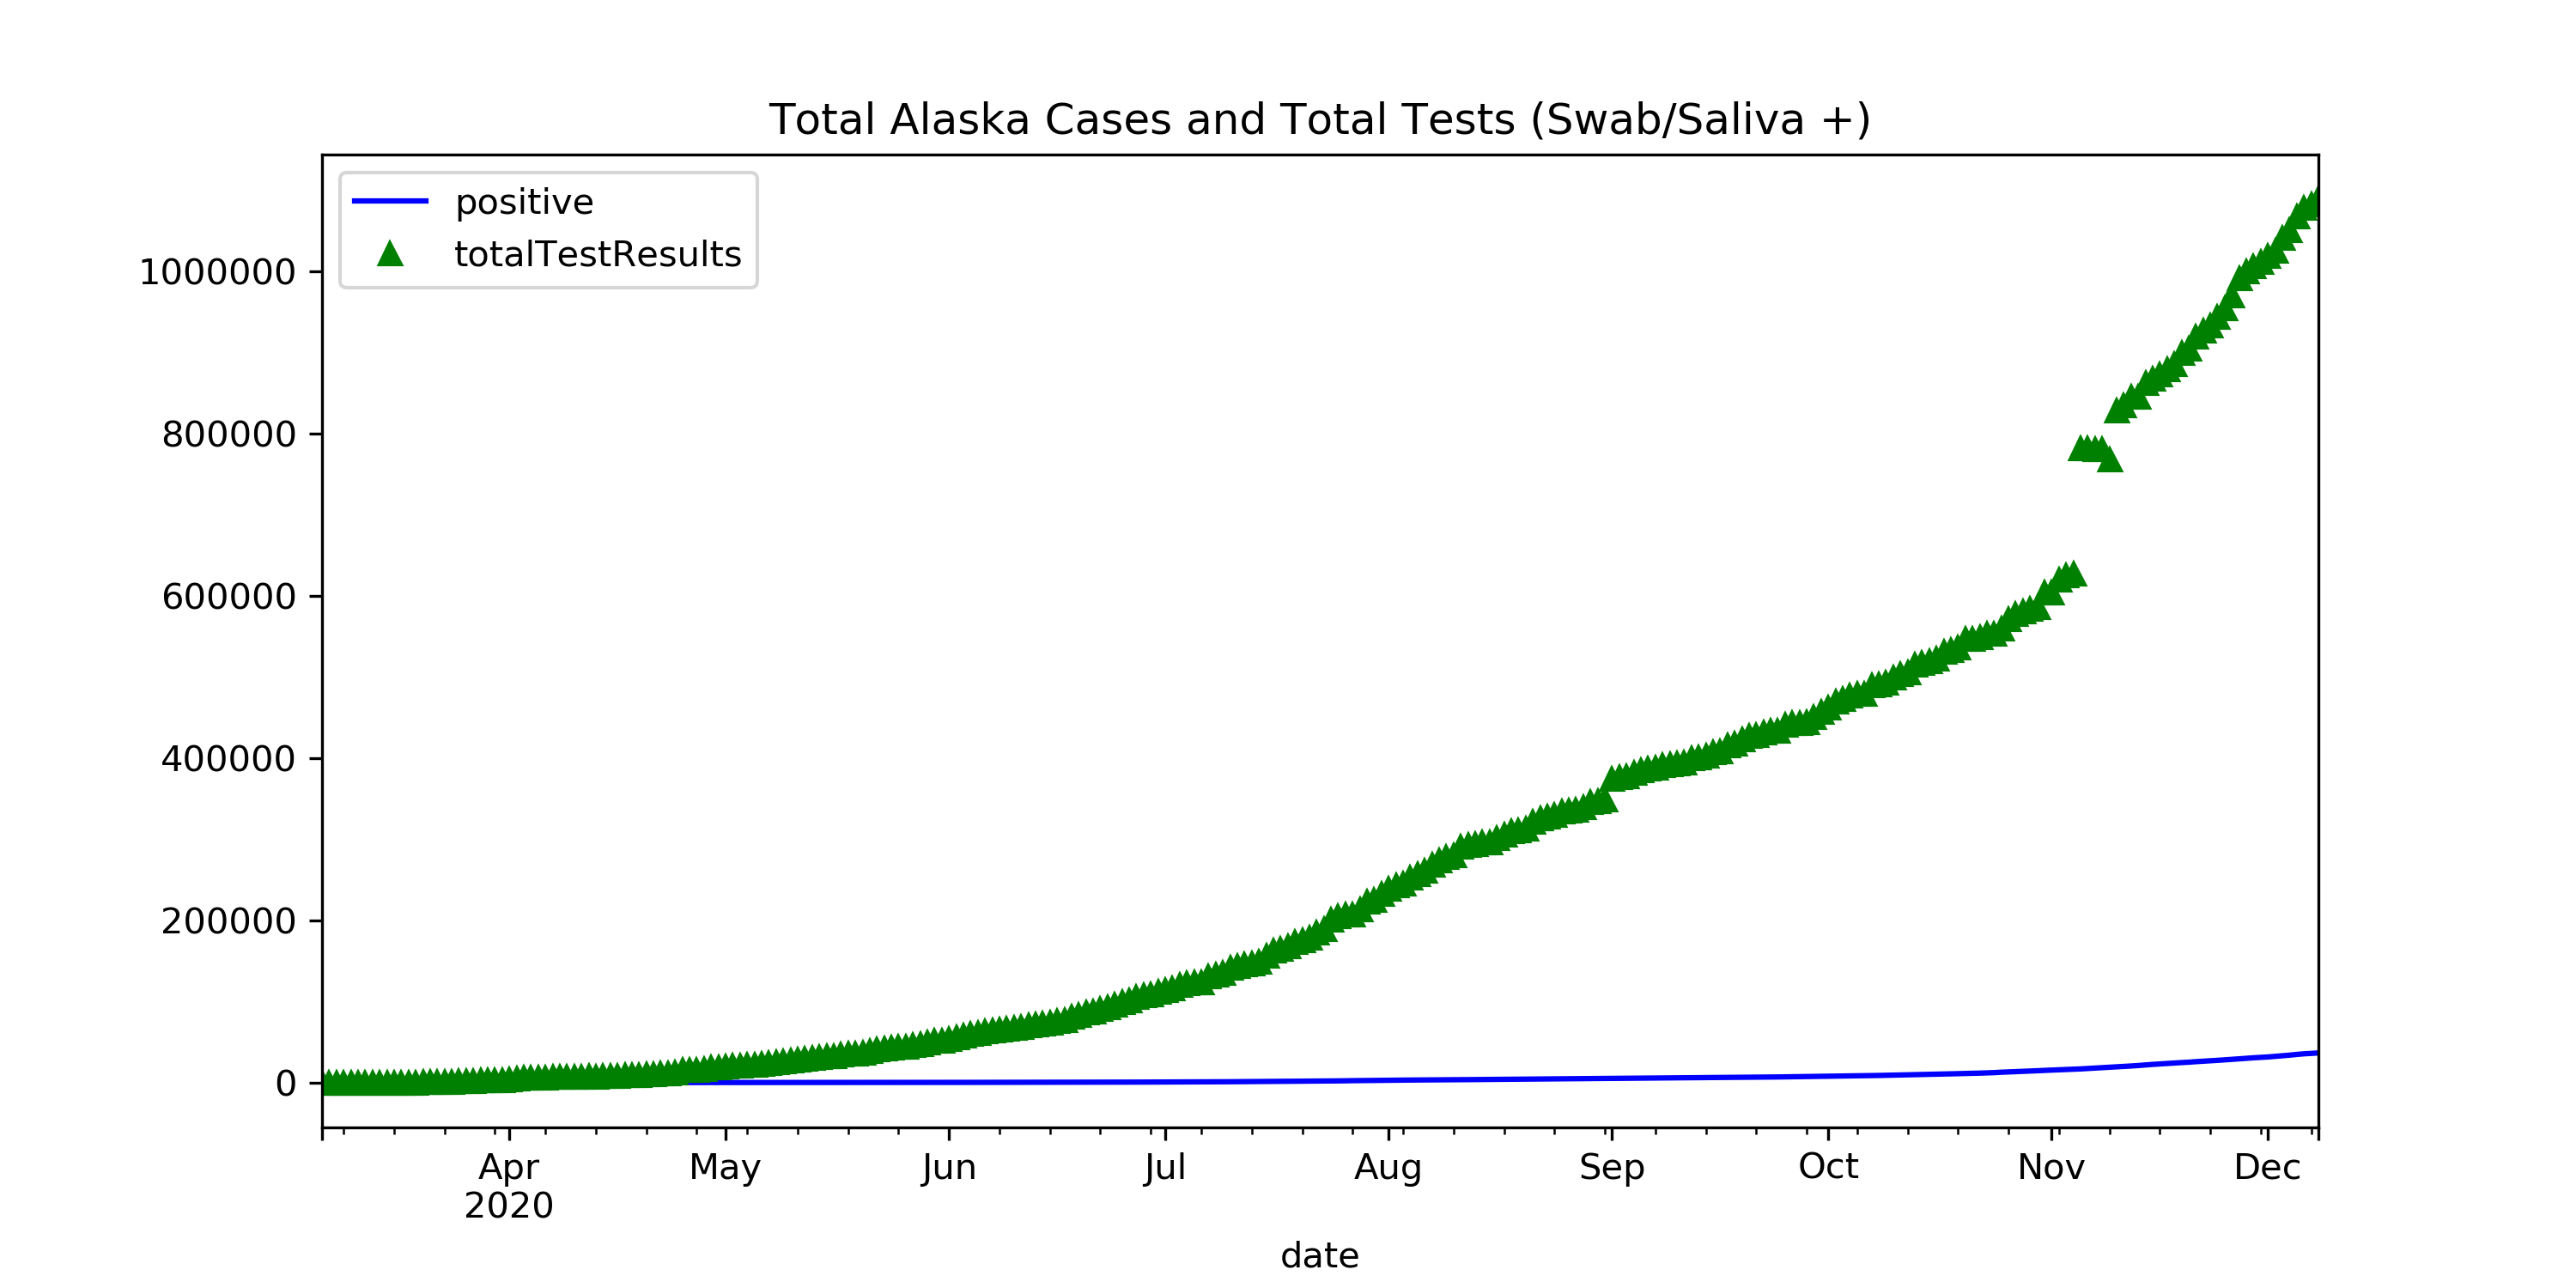 Total Alaska Cases and Total Tests (Swab/Saliva +)
positive
totalTestResults
1000000
800000
600000
400000
200000
0
Apr May Jun Jul Aug Sep Oct Nov Dec
2020
date